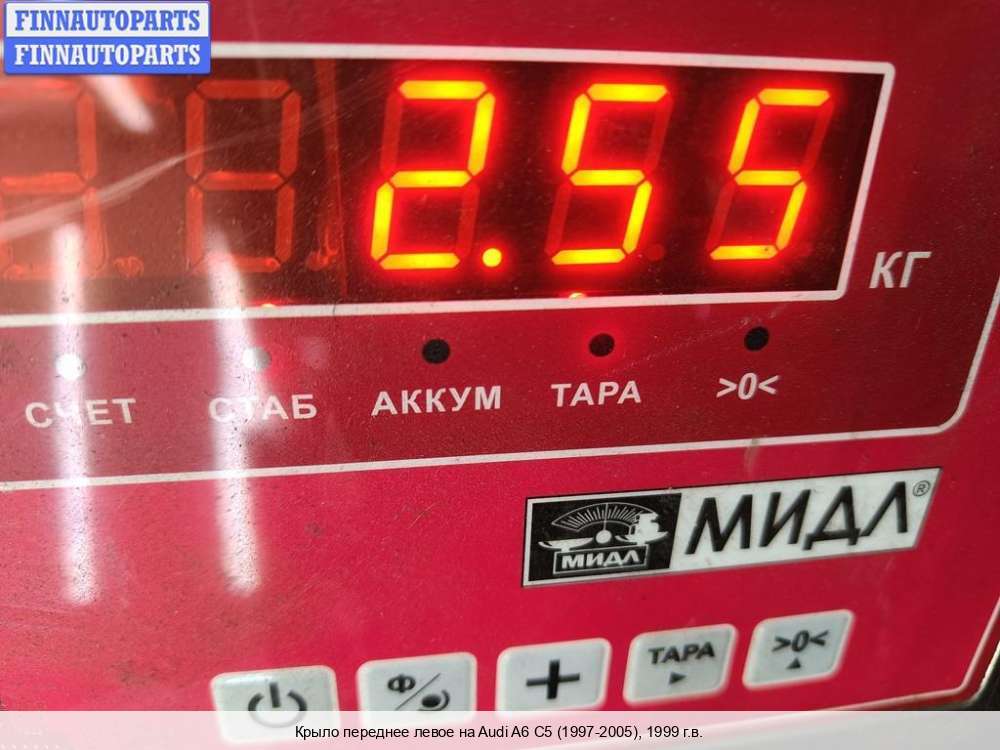 FINNAUTOPARTS
FINNAUTOPARTS
2.55
КГ
СЧЕТ СТАБ АККУМ ТАРА >0<
МИДЛ МИДЛ®
Ф ТАРА >0<
Крыло переднее левое на Audi A6 C5 (1997-2005), 1999 г.в.